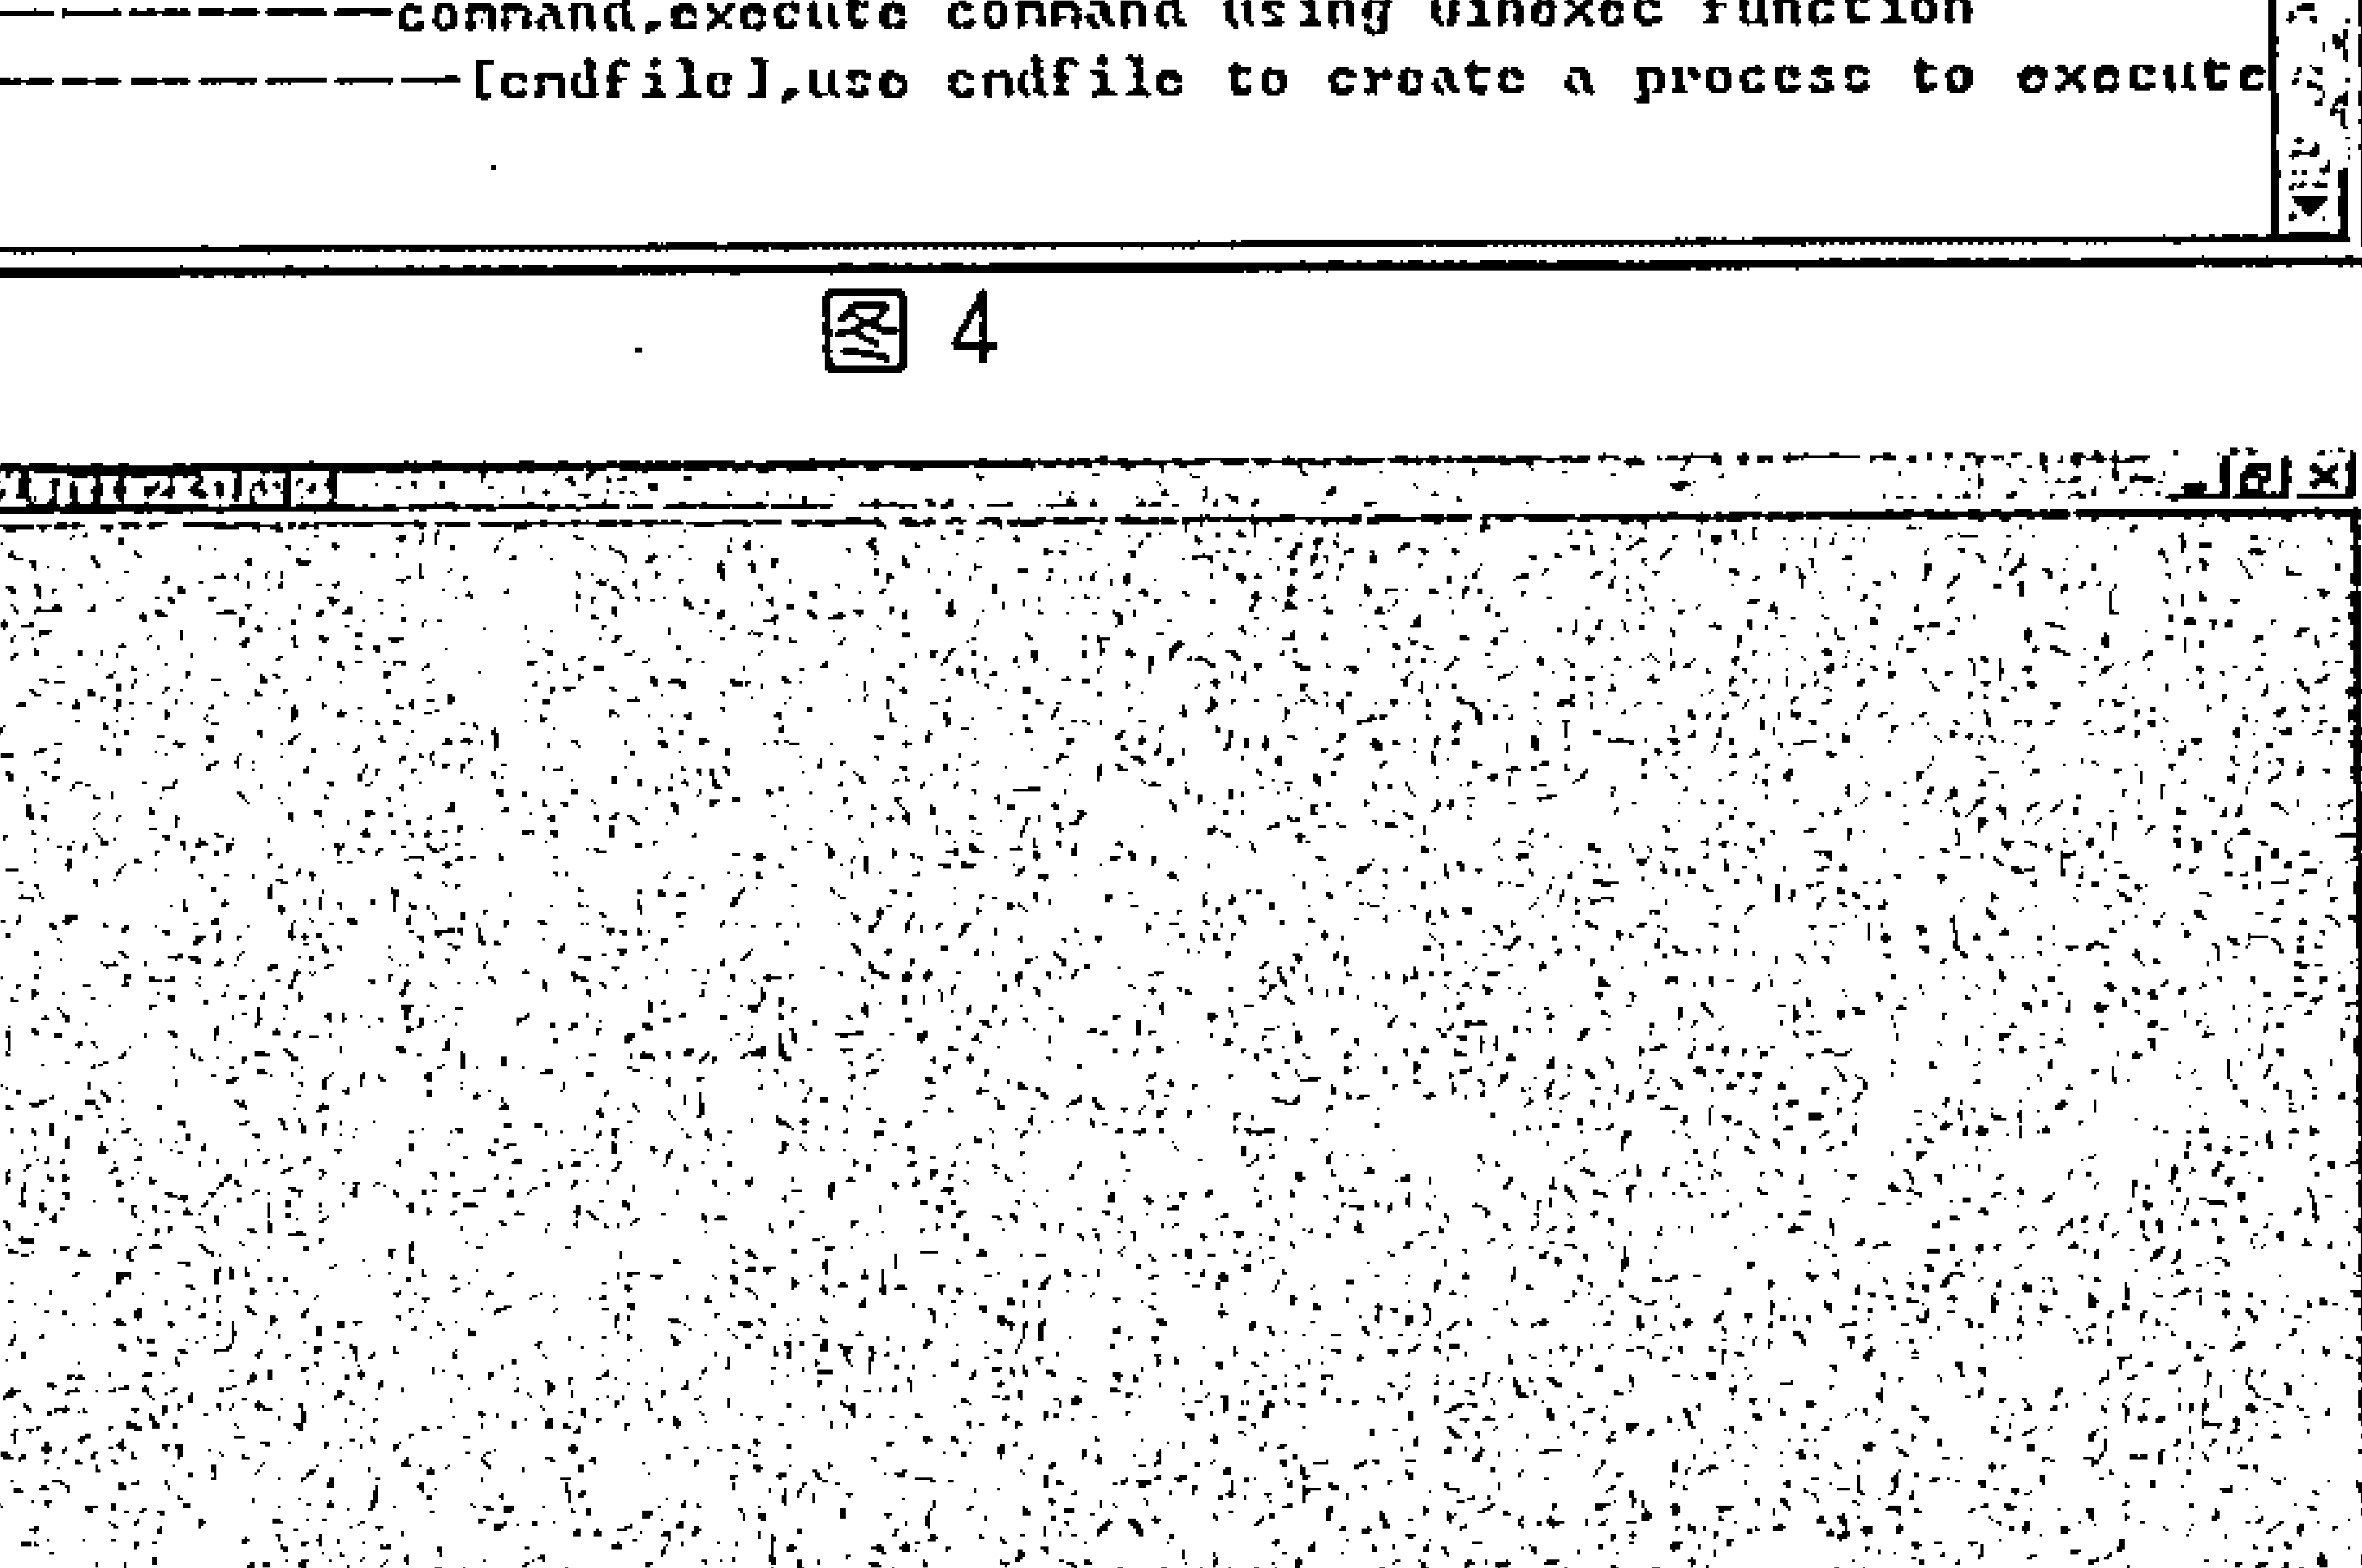 command,execute command using Winexec function
[cmdfile],use cmdfile to create a process to execute
图 4